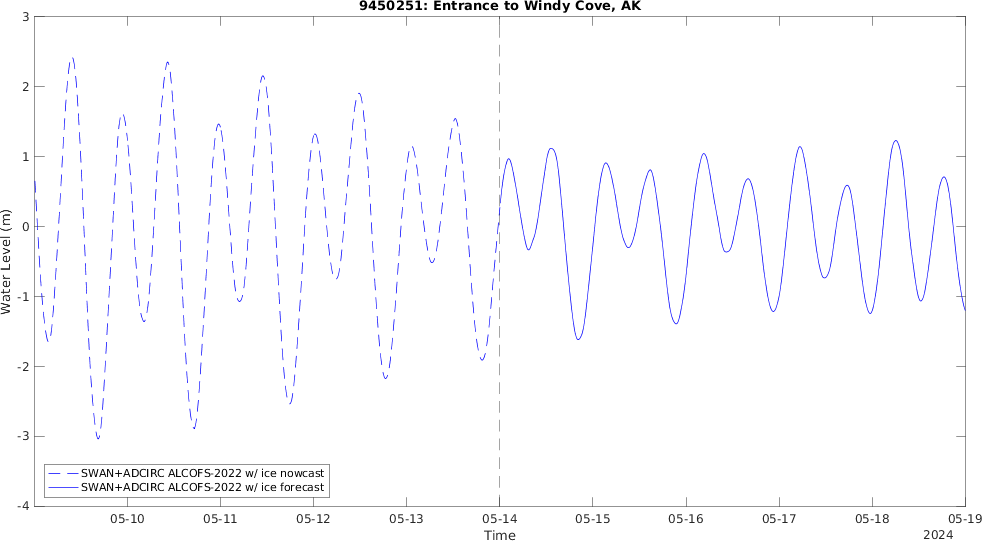 9450251: Entrance to Windy Cove, AK
3
2
1
0
-1
-2
-3
-4
Water Level (m)
SWAN+ADCIRC ALCOFS-2022 w/ ice nowcast
SWAN+ADCIRC ALCOFS-2022 w/ ice forecast
05-10 05-11 05-12 05-13 05-14 05-15 05-16 05-17 05-18 05-19
Time
2024